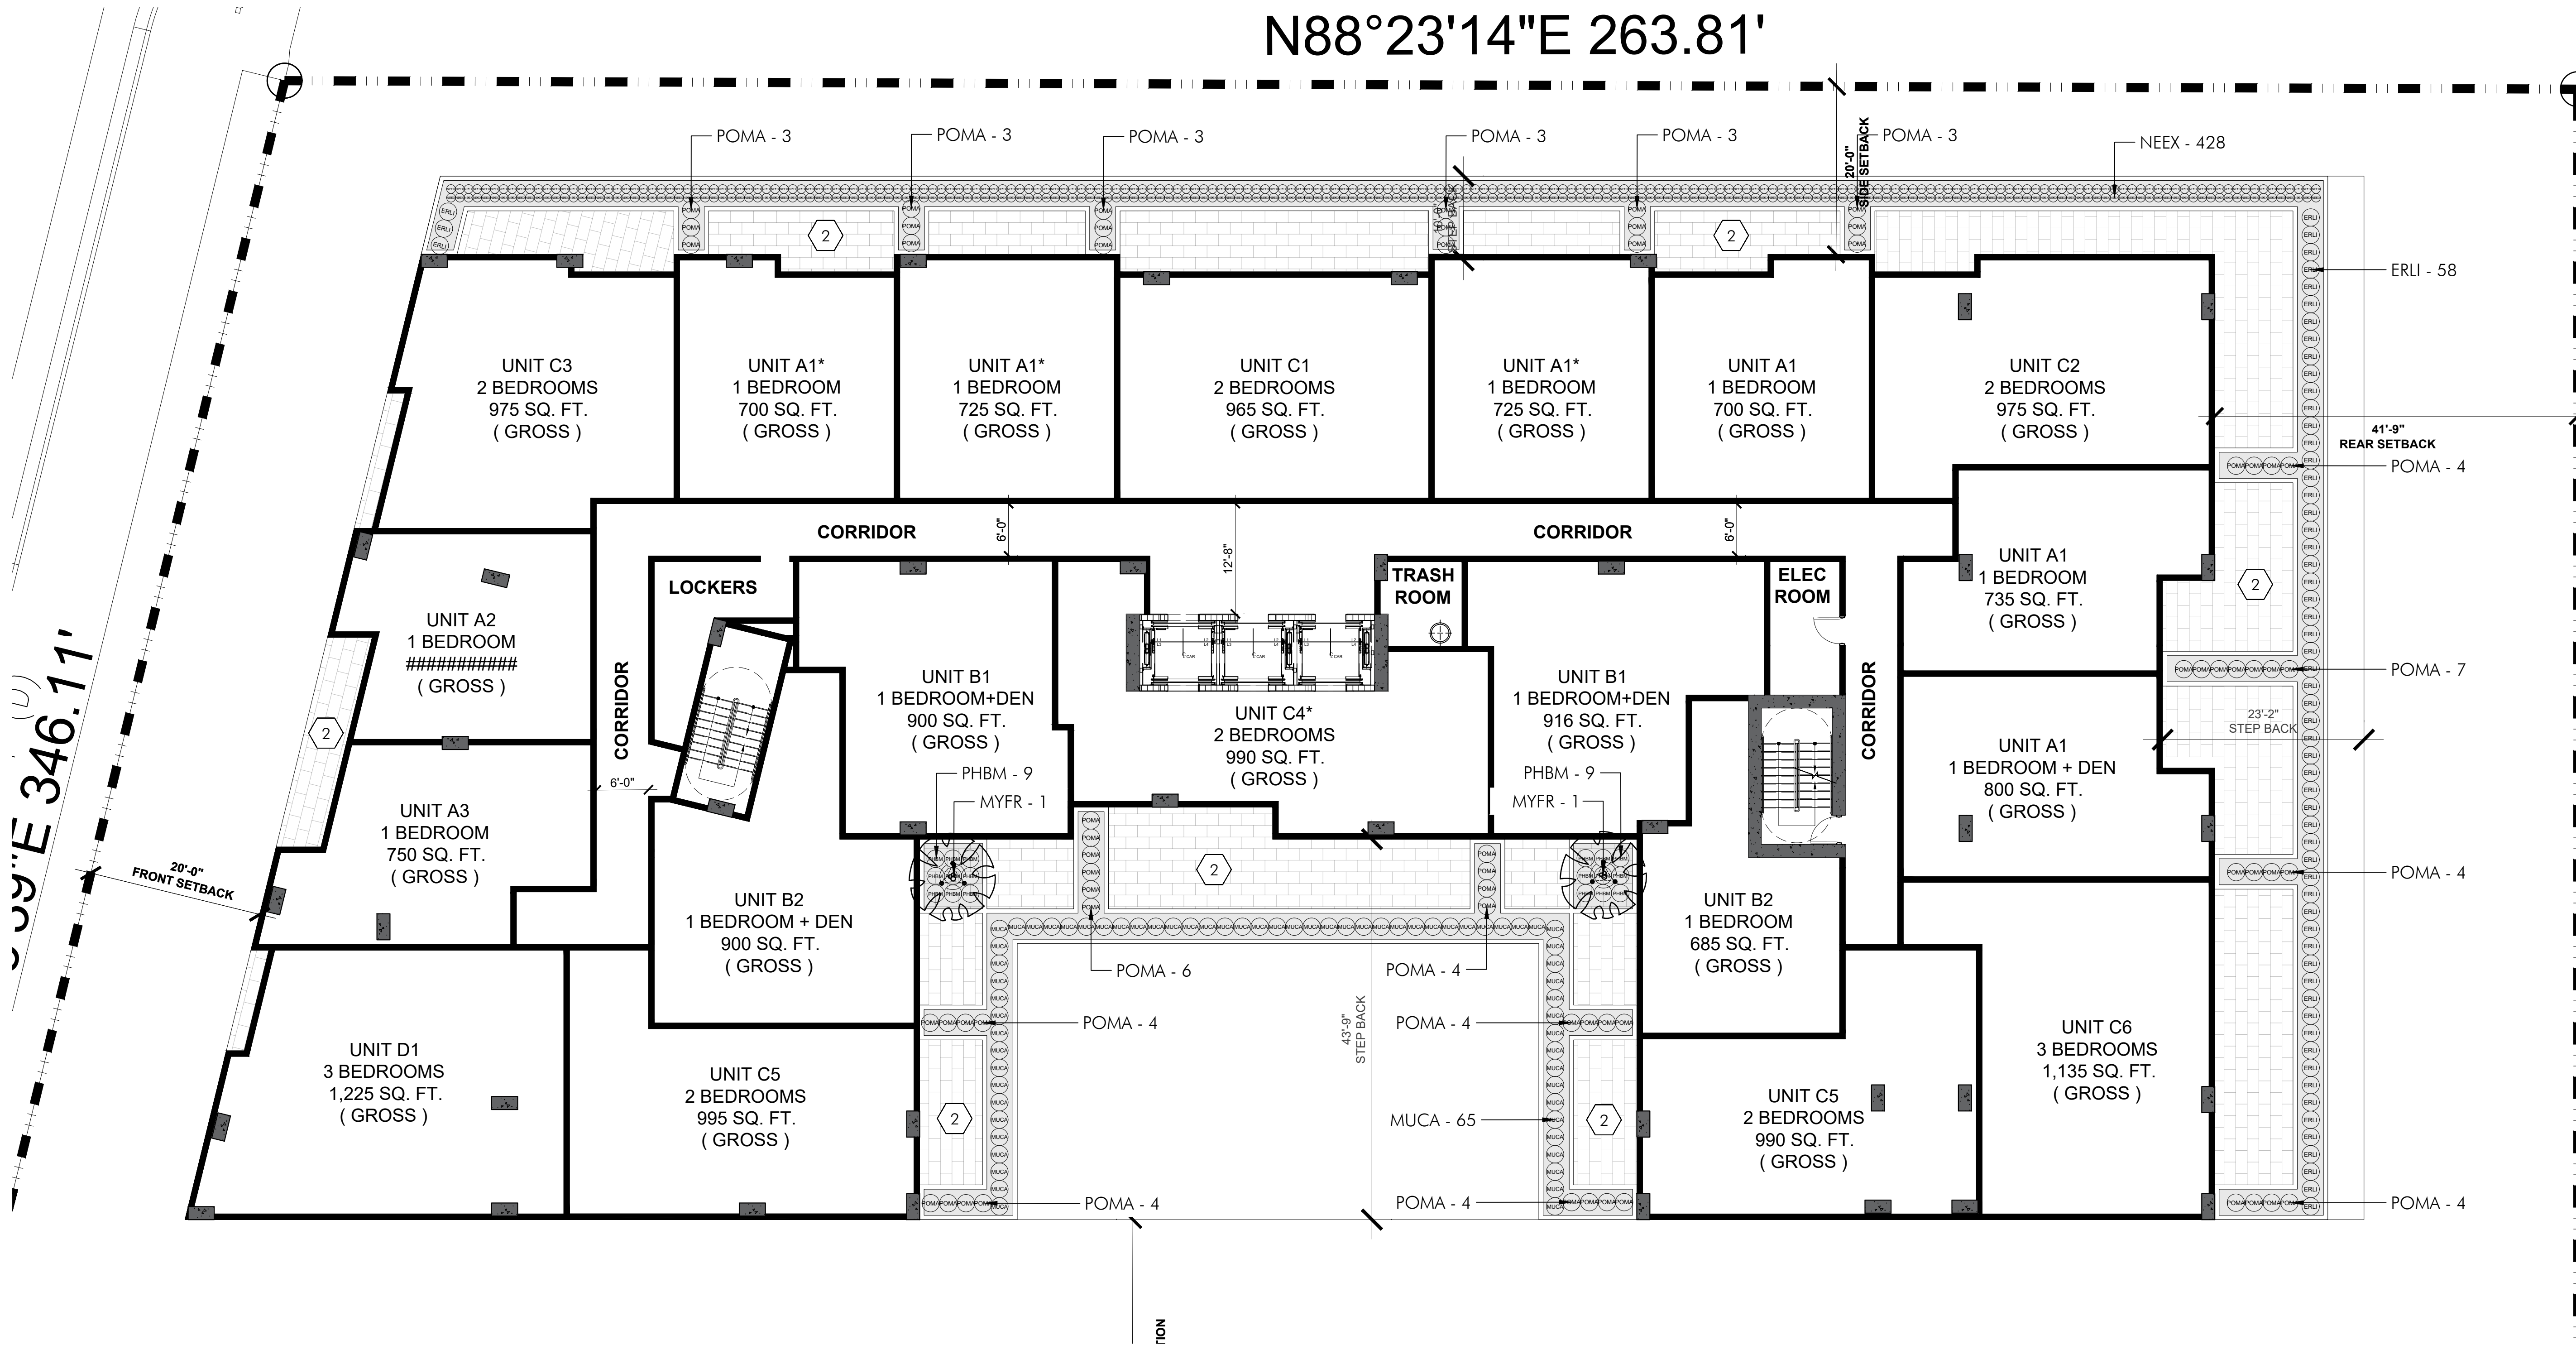 N88°23'14"E 263.81'
POMA - 3
POMA - 3
POMA - 3
POMA - 3
POMA - 3
POMA - 3
20'-0"
SIDE SETBACK
NEEX - 428
STEP BACK
2
2
ERLI - 58
UNIT C3
2 BEDROOMS
975 SQ. FT.
( GROSS )
UNIT A1*
1 BEDROOM
700 SQ. FT.
( GROSS )
UNIT A1*
1 BEDROOM
725 SQ. FT.
( GROSS )
UNIT C1
2 BEDROOMS
965 SQ. FT.
( GROSS )
UNIT A1*
1 BEDROOM
725 SQ. FT.
( GROSS )
UNIT A1
1 BEDROOM
700 SQ. FT.
( GROSS )
UNIT C2
2 BEDROOMS
975 SQ. FT.
( GROSS )
41'-9"
REAR SETBACK
POMA - 4
CORRIDOR
6'-0"
12'-8"
CORRIDOR
6'-0"
LOCKERS
TRASH
ROOM
ELEC
ROOM
UNIT A1
1 BEDROOM
735 SQ. FT.
( GROSS )
2
UNIT A2
1 BEDROOM
###########
( GROSS )
CORRIDOR
6'-0"
UNIT B1
1 BEDROOM+DEN
900 SQ. FT.
( GROSS )
UNIT C4*
2 BEDROOMS
990 SQ. FT.
( GROSS )
UNIT B1
1 BEDROOM+DEN
916 SQ. FT.
( GROSS )
CORRIDOR
POMA - 7
23'-2"
STEP BACK
2
346.11'
UNIT A3
1 BEDROOM
750 SQ. FT.
( GROSS )
PHBM - 9
MYFR - 1
PHBM - 9
MYFR - 1
UNIT A1
1 BEDROOM + DEN
800 SQ. FT.
( GROSS )
20'-0"
FRONT SETBACK
2
POMA - 4
UNIT B2
1 BEDROOM + DEN
900 SQ. FT.
( GROSS )
UNIT B2
1 BEDROOM
685 SQ. FT.
( GROSS )
POMA - 6
POMA - 4
POMA - 4
POMA - 4
43'-9"
STEP BACK
UNIT D1
3 BEDROOMS
1,225 SQ. FT.
( GROSS )
UNIT C5
2 BEDROOMS
995 SQ. FT.
( GROSS )
2
MUCA - 65
2
UNIT C5
2 BEDROOMS
990 SQ. FT.
( GROSS )
UNIT C6
3 BEDROOMS
1,135 SQ. FT.
( GROSS )
POMA - 4
POMA - 4
POMA - 4
TION